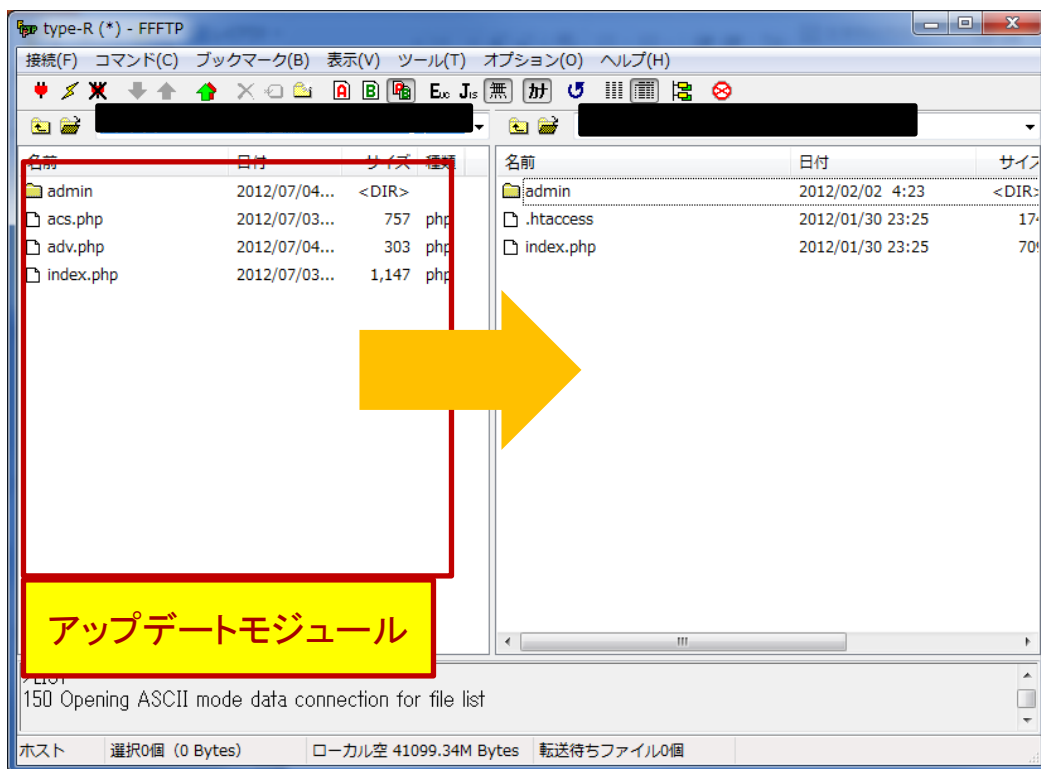 type-R (*) - FFFTP
接続(F) コマンド(C) ブックマーク(B) 表示(V) ツール(T) オプション(O) ヘルプ(H)
A B Euc Jis 無 カナ
名前 日付 サイズ 種類 名前 日付 サイズ
admin 2012/07/04... <DIR> admin 2012/02/02 4:23 <DIR>
acs.php 2012/07/03... 757 php .htaccess 2012/01/30 23:25
adv.php 2012/07/04... 303 php index.php 2012/01/30 23:25
index.php 2012/07/03... 1,147 php
アップデートモジュール
150 Opening ASCII mode data connection for file list
ホスト 選択0個 (0 Bytes) ローカル空 41099.34M Bytes 転送待ちファイル0個